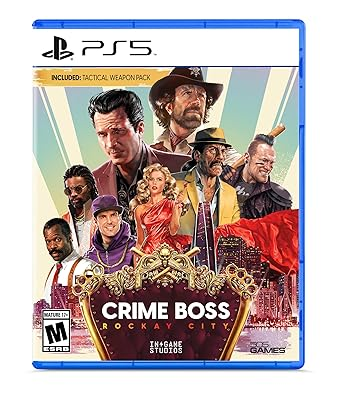 PS5
INCLUDED: TACTICAL WEAPON PACK
CRIME BOSS
ROCKAY CITY
MATURE 17+
M
ESRB
IN+GAME
STUDIOS
505
GAMES